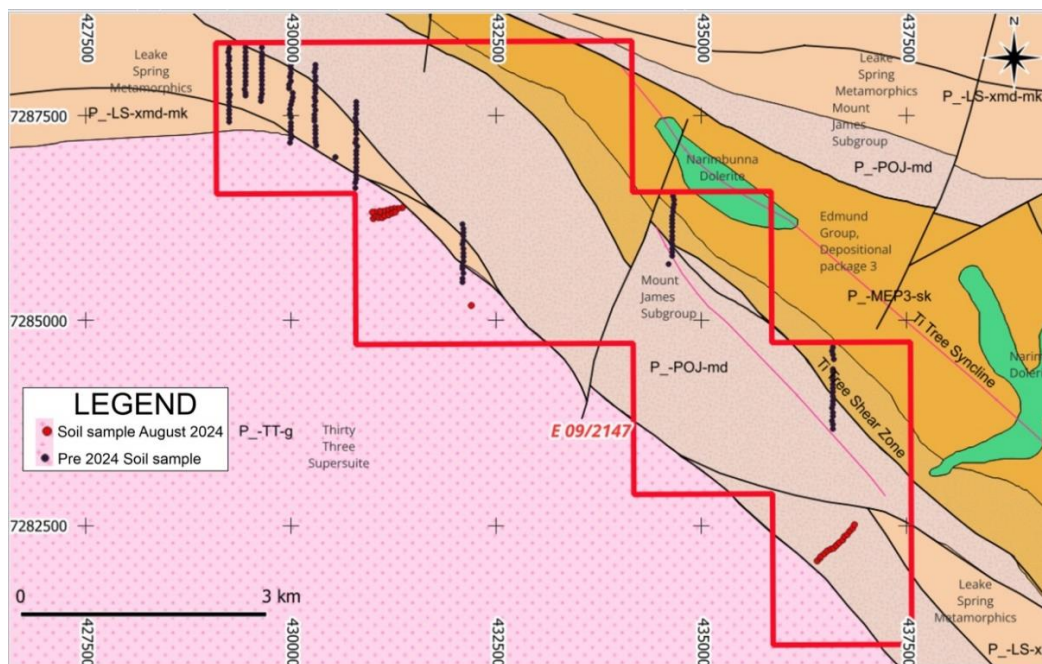 427500
430000
432500
435000
437500
N
Leake
Spring
Metamorphics
P_-LS-xmd-mk
7287500
Leake
Spring
Metamorphics
Mount
James
Subgroup
P_-LS-xmd-mk
P_-POJ-md
Narimbunna
Dolerite
Edmund
Group,
Depositional
package 3
P_-MEP3-sk
Mount
James
Subgroup
7285000
Ti Tree Syncline
P_-POJ-md
Ti Tree Shear Zone
LEGEND
Soil sample August 2024
Pre 2024 Soil sample
P_-TT-g
Thirty
Three
Supersuite
E 09/2147
7282500
Leake
Spring
Metamorphics
0
3 km
427500
430000
432500
435000
437500